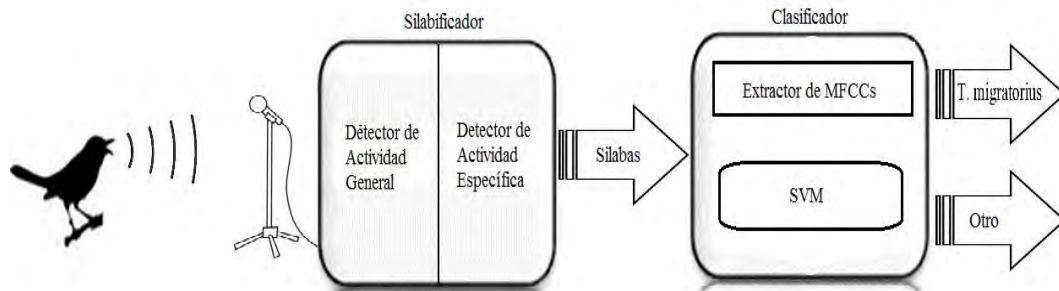 Silabificador
Détector de
Actividad
General
Detector de
Actividad
Específica
Silabas
Clasificador
Extractor de MFCCs
SVM
T. migratorius
Otro